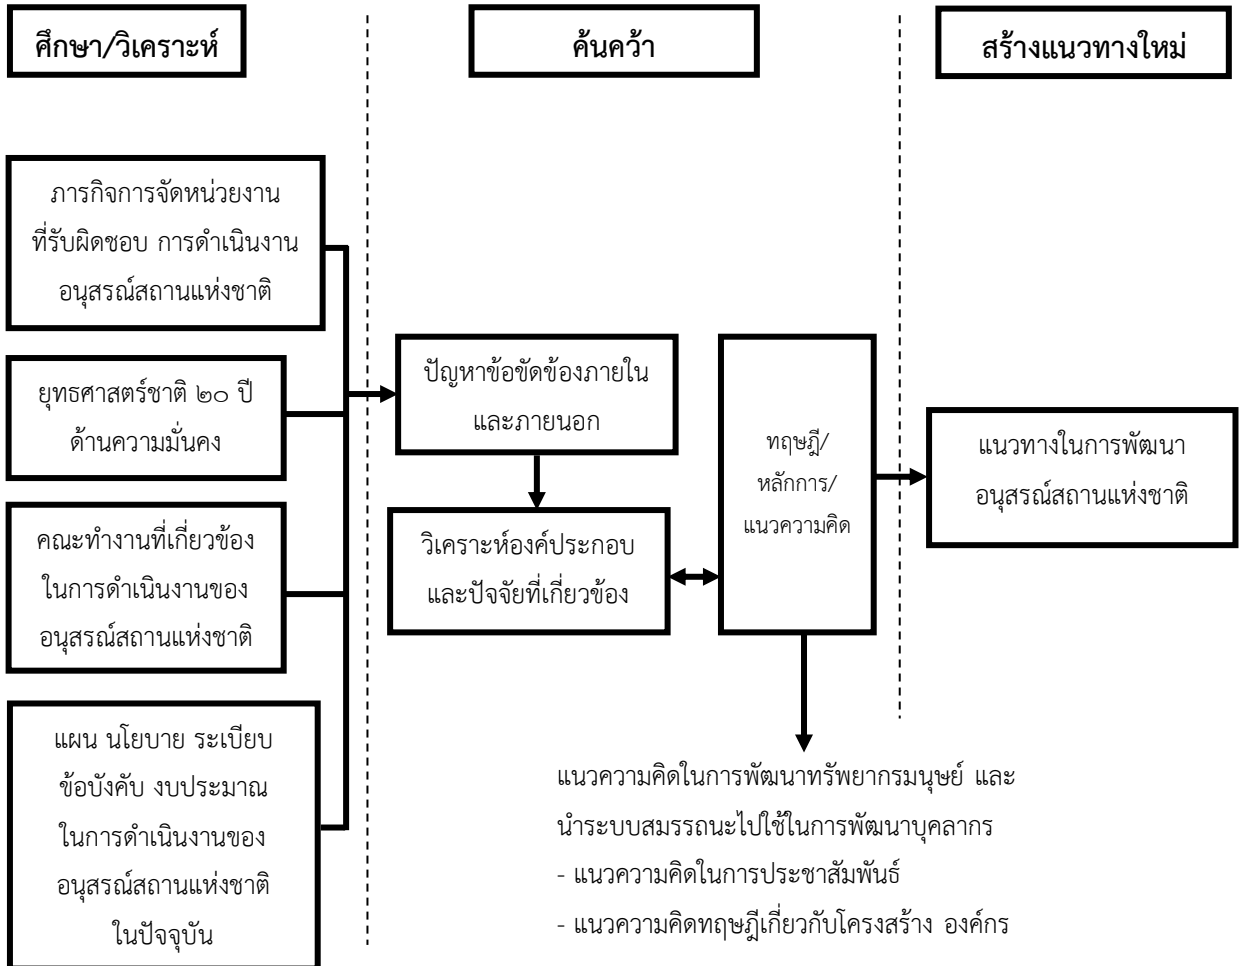 ศึกษา/วิเคราะห์
ค้นคว้า
สร้างแนวทางใหม่
ภารกิจการจัดหน่วยงาน
ที่รับผิดชอบ การดำเนินงาน
อนุสรณ์สถานแห่งชาติ
ยุทธศาสตร์ชาติ ๒๐ ปี
ด้านความมั่นคง
คณะทำงานที่เกี่ยวข้อง
ในการดำเนินงานของ
อนุสรณ์สถานแห่งชาติ
แผน นโยบาย ระเบียบ
ข้อบังคับ งบประมาณ
ในการดำเนินงานของ
อนุสรณ์สถานแห่งชาติ
ในปัจจุบัน
ปัญหาข้อขัดข้องภายใน
และภายนอก
วิเคราะห์องค์ประกอบ
และปัจจัยที่เกี่ยวข้อง
ทฤษฎี/
หลักการ/
แนวความคิด
แนวทางในการพัฒนา
อนุสรณ์สถานแห่งชาติ
แนวความคิดในการพัฒนาทรัพยากรมนุษย์ และ
นำระบบสมรรถนะไปใช้ในการพัฒนาบุคลากร
- แนวความคิดในการประชาสัมพันธ์
- แนวความคิดทฤษฎีเกี่ยวกับโครงสร้าง องค์กร